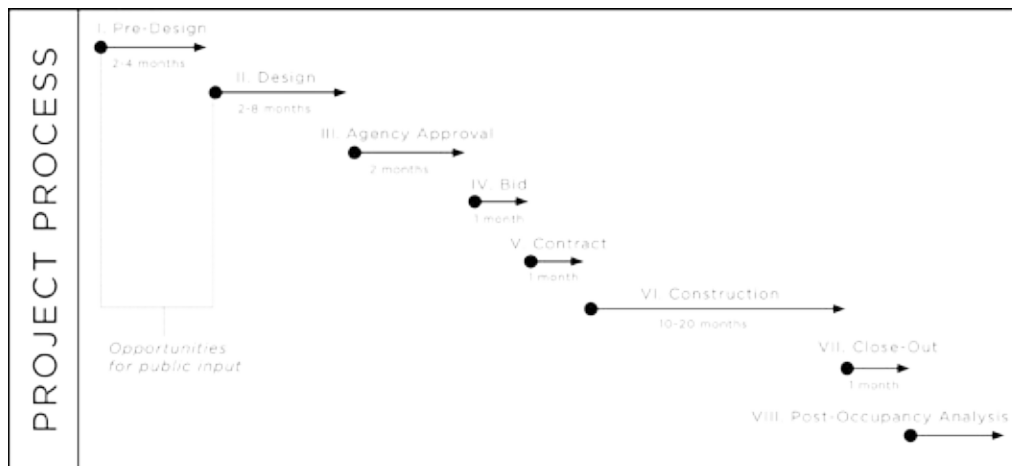 PROJECT PROCESS
I. Pre-Design
2-4 months
II. Design
2-8 months
III. Agency Approval
2 months
IV. Bid
1 month
V. Contract
1 month
VI. Construction
10-20 months
Opportunities
for public input
VII. Close-Out
1 month
VIII. Post-Occupancy Analysis